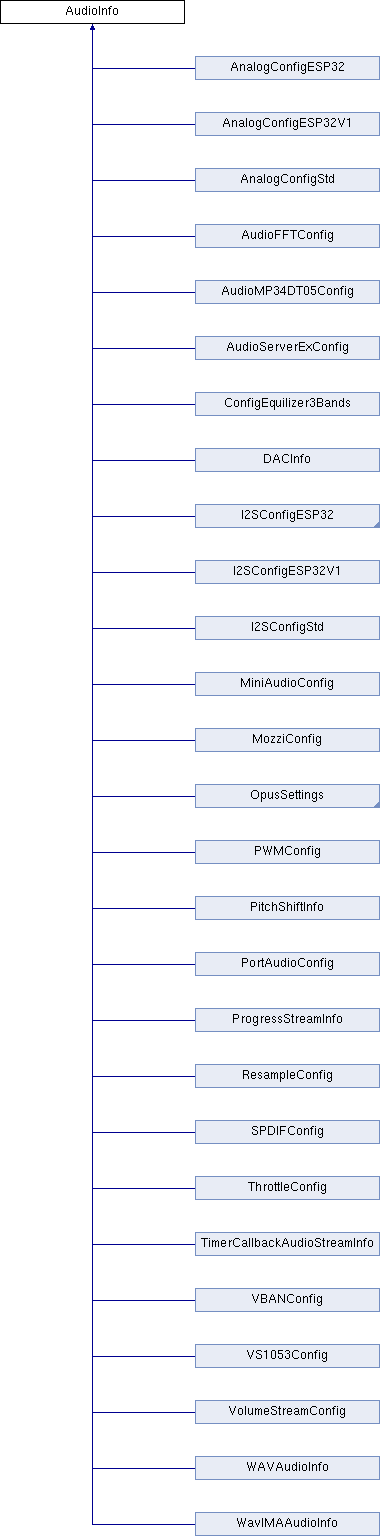 AudioInfo
AnalogConfigESP32
AnalogConfigESP32V1
AnalogConfigStd
AudioFFTConfig
AudioMP34DT05Config
AudioServerExConfig
ConfigEquilizer3Bands
DACInfo
I2SConfigESP32
I2SConfigESP32V1
I2SConfigStd
MiniAudioConfig
MozziConfig
OpusSettings
PWMConfig
PitchShiftInfo
PortAudioConfig
ProgressStreamInfo
ResampleConfig
SPDIFConfig
ThrottleConfig
TimerCallbackAudioStreamInfo
VBANConfig
VS1053Config
VolumeStreamConfig
WAVAudioInfo
WavIMAAudioInfo